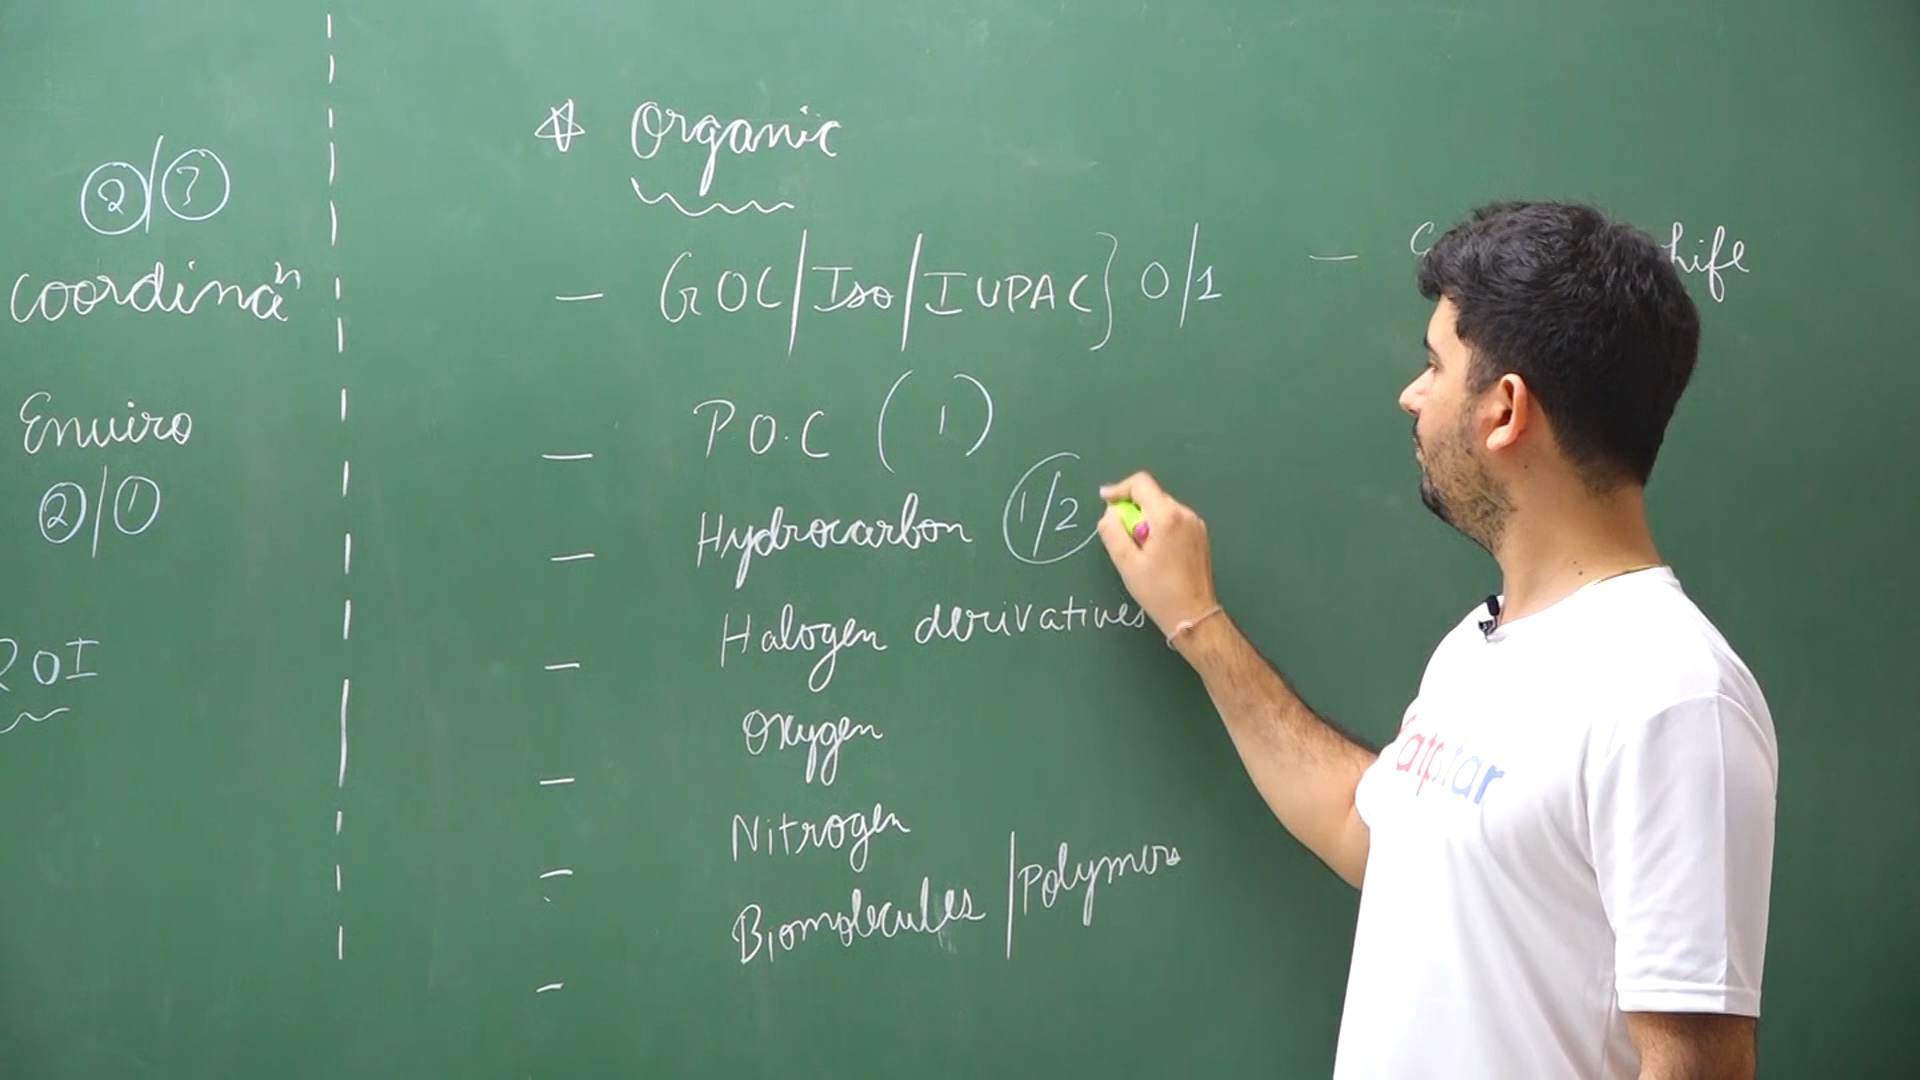 2/3
coordinaⁿ
Enviro
2/1
ROI
Organic
— GOC/Iso/IUPAC} 0/1
— P.O.C (1)
— Hydrocarbon 1/2
— Halogen derivatives
— Oxygen
— Nitrogen
— Biomolecules/Polymers
—
— life